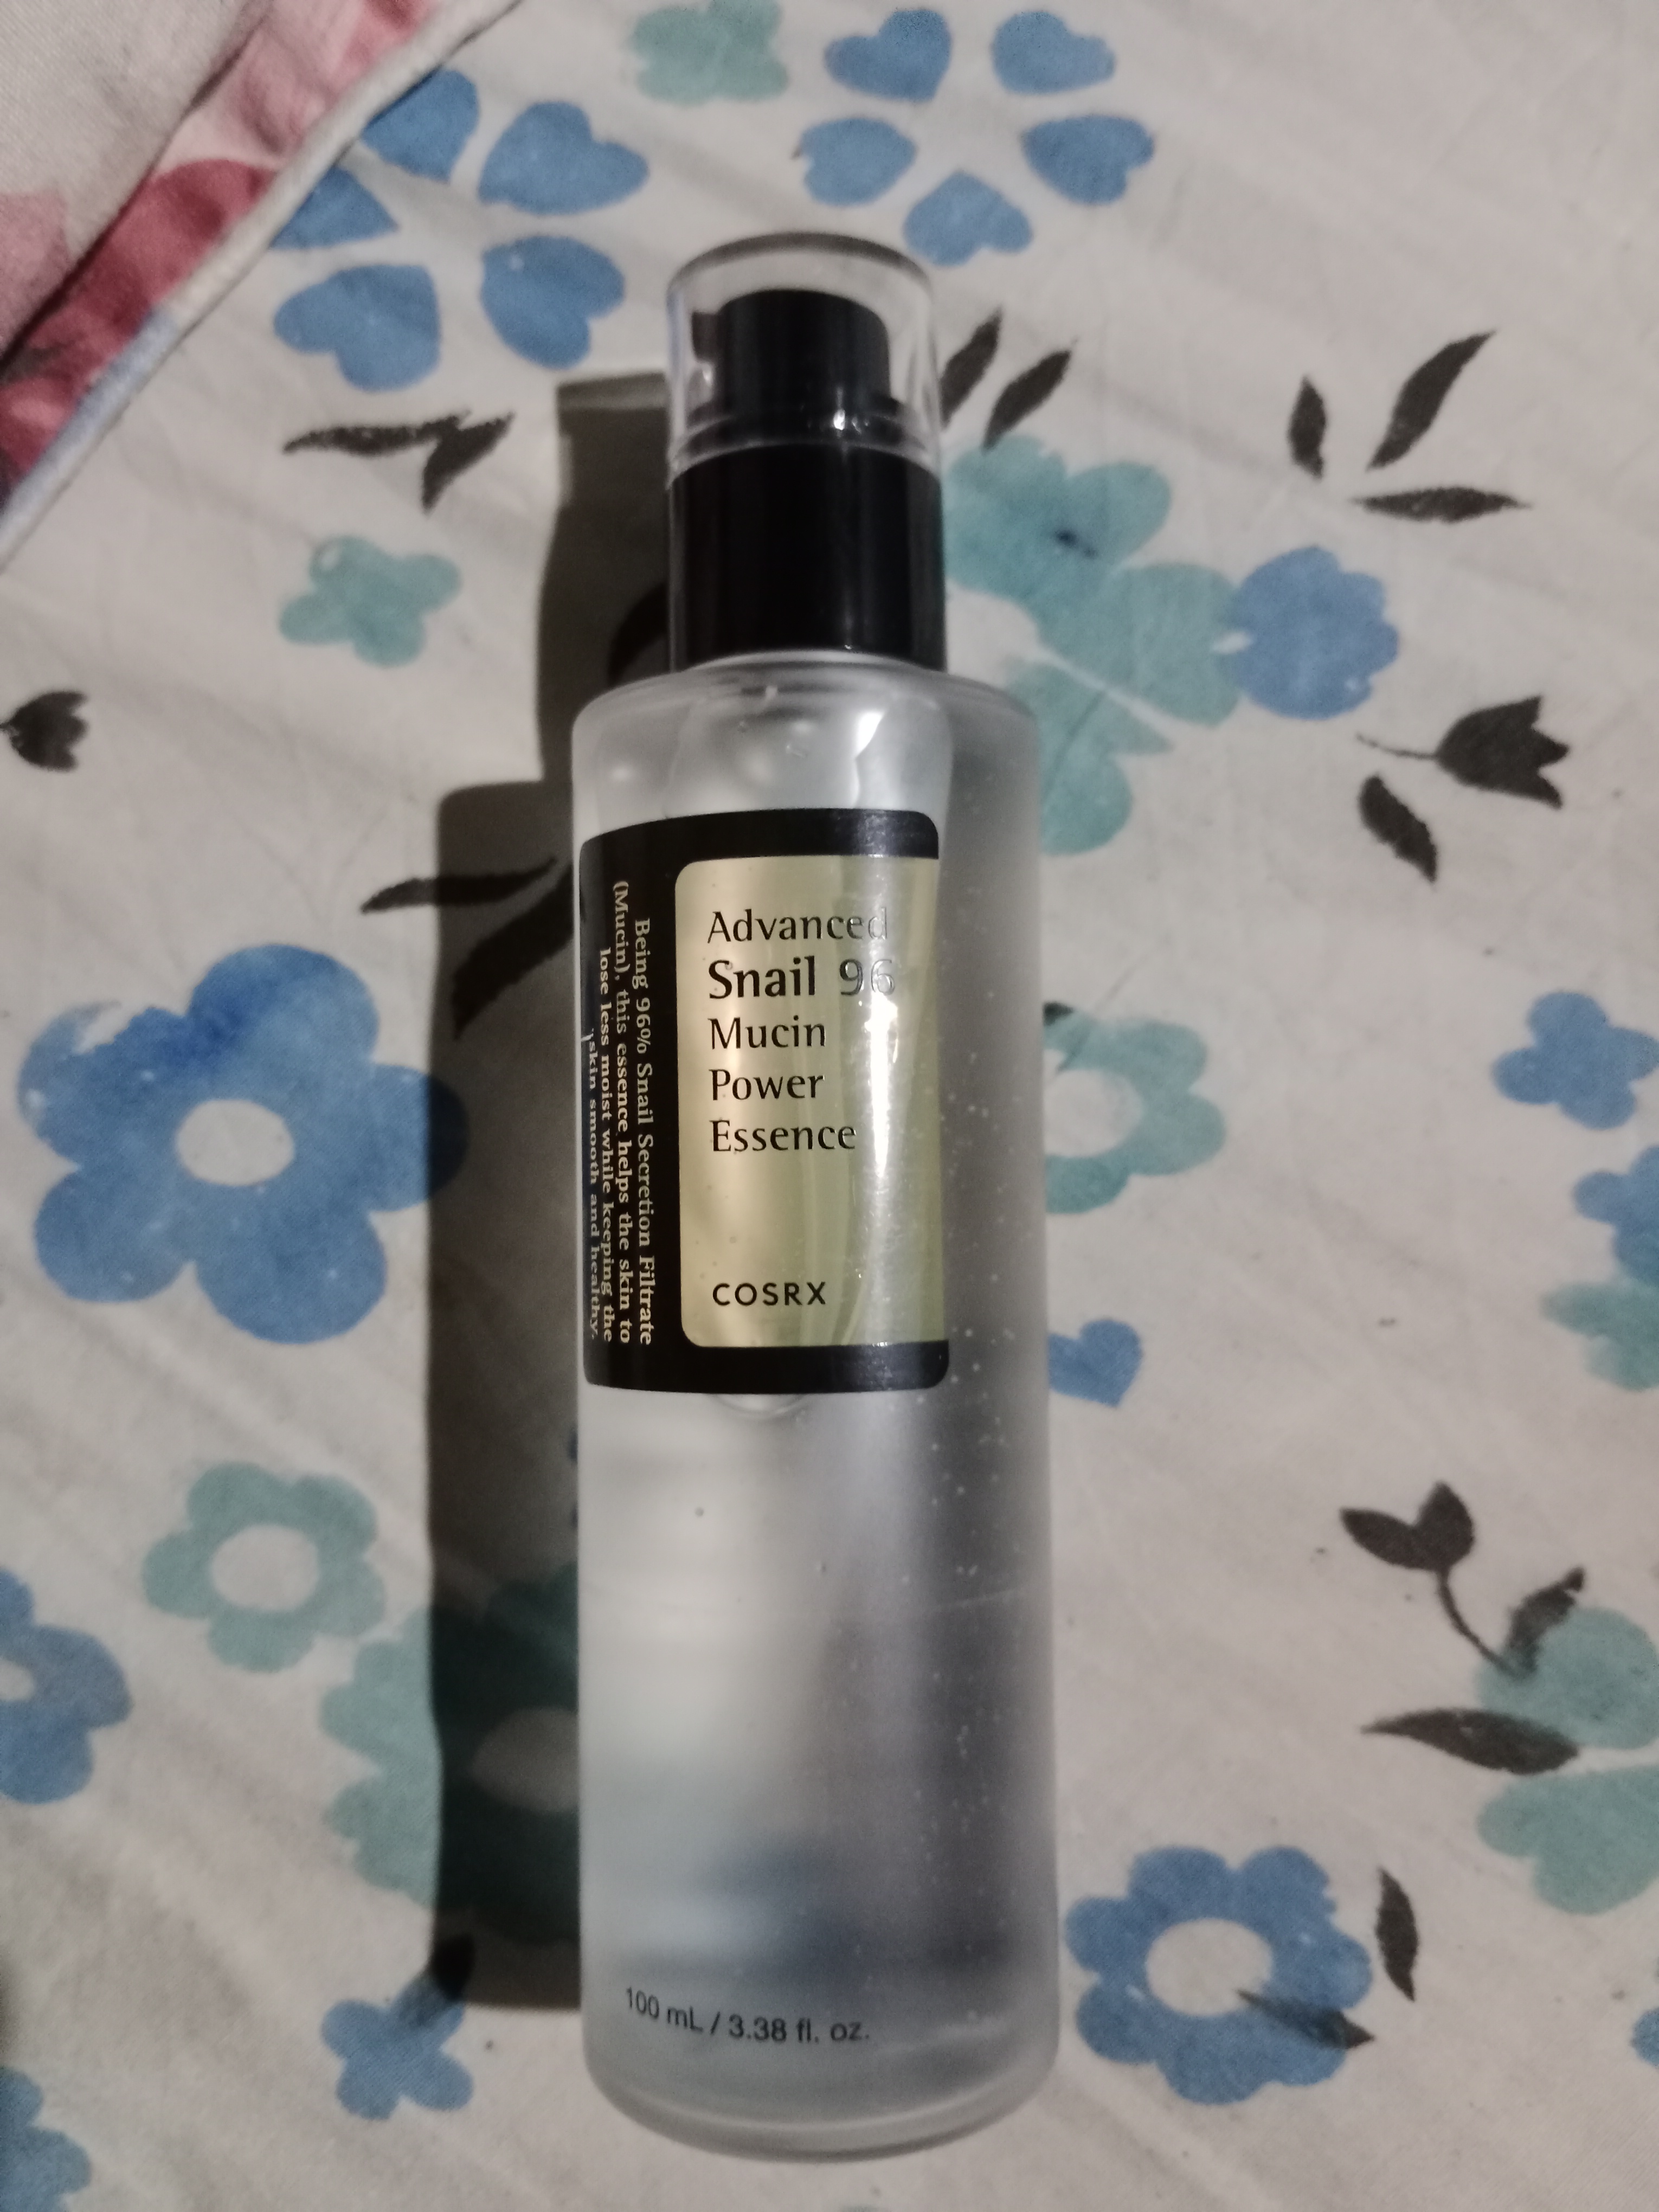 Advanced
Snail 96
Mucin
Power
Essence
COSRX
Being 96% Snail Secretion Filtrate
(Mucin), this essence helps the skin to
lose less moist while keeping the
skin smooth and healthy.
100 mL / 3.38 fl. oz.